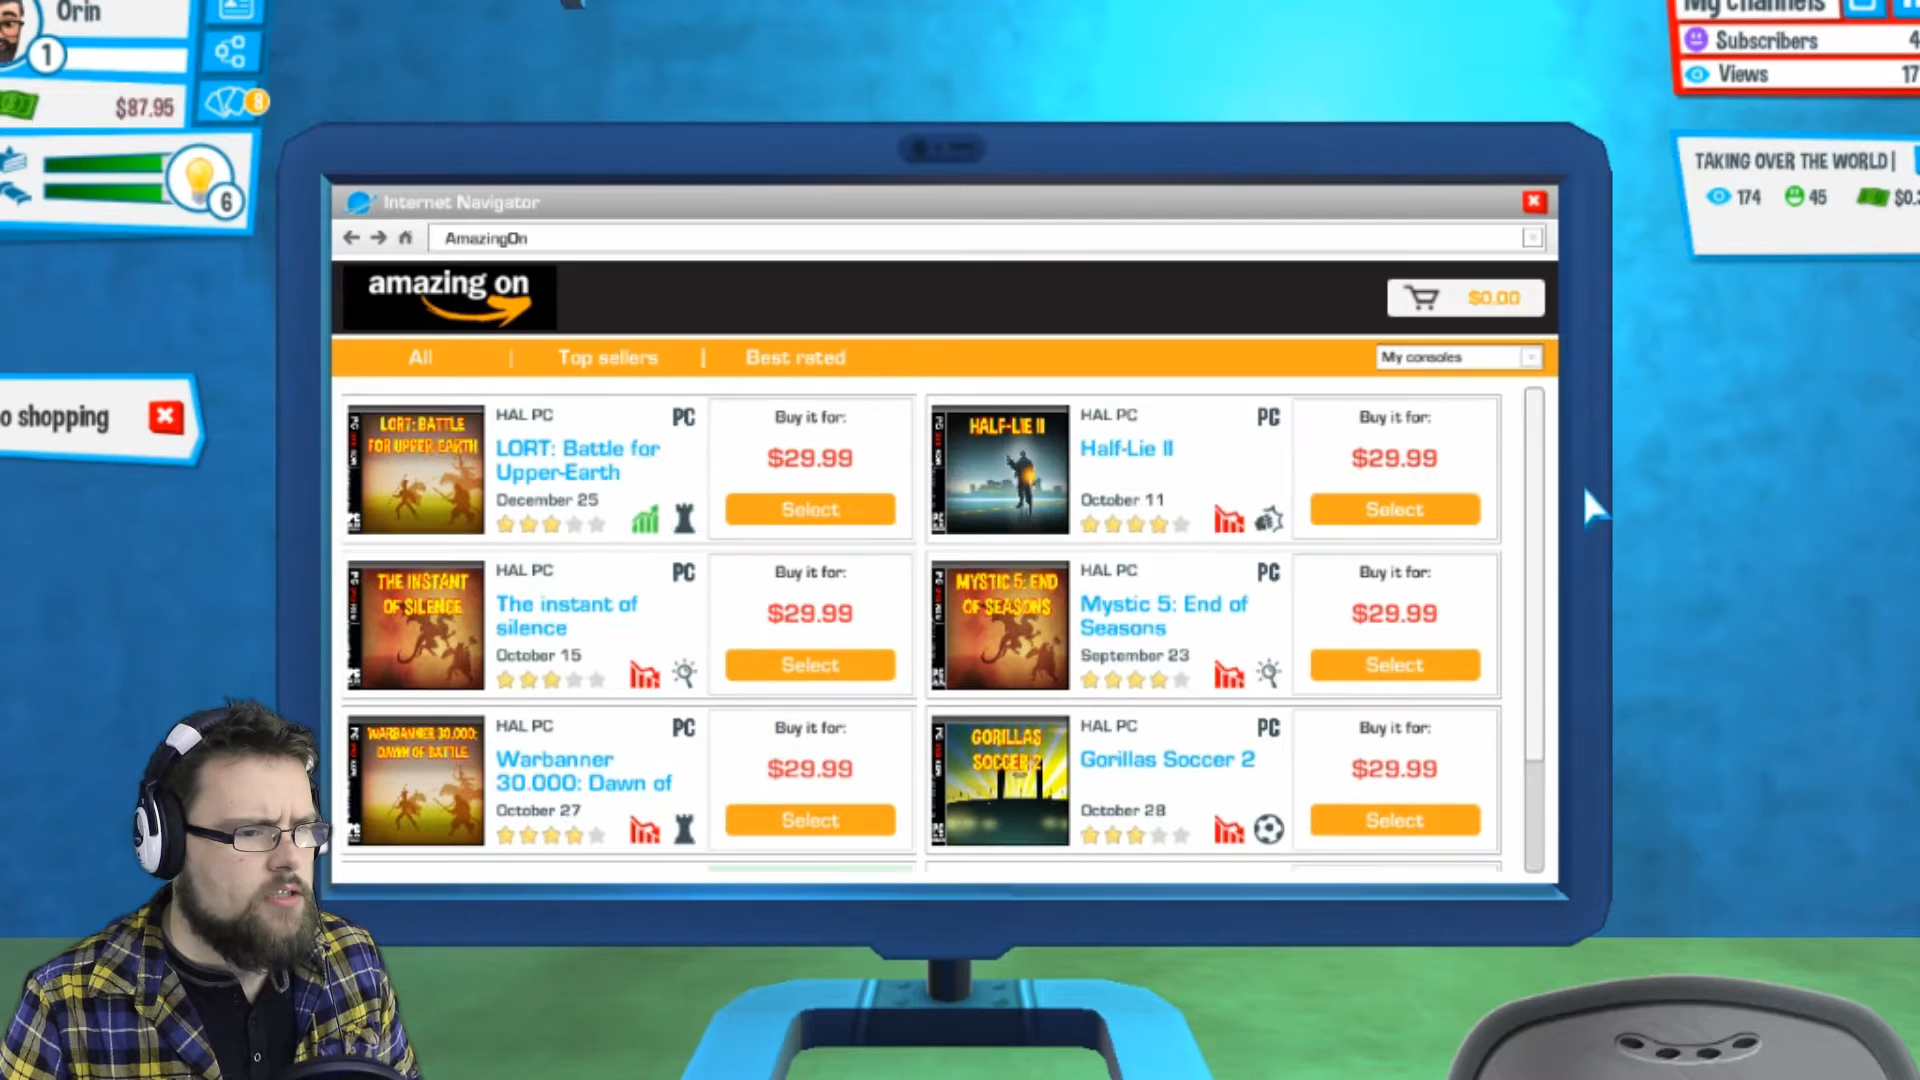 Orin
1
$87.95
8
6
My channels
Subscribers 4
Views 17
TAKING OVER THE WORLD |
174 45 $0.
o shopping
Internet Navigator
AmazingOn
amazing on
$0.00
All | Top sellers | Best rated
My consoles
LORT: BATTLE
FOR UPPER EARTH
HAL PC
PC
LORT: Battle for
Upper-Earth
December 25
Buy it for:
$29.99
Select
HALF-LIE II
HAL PC
PC
Half-Lie II
October 11
Buy it for:
$29.99
Select
THE INSTANT
OF SILENCE
HAL PC
PC
The instant of
silence
October 15
Buy it for:
$29.99
Select
MYSTIC 5: END
OF SEASONS
HAL PC
PC
Mystic 5: End of
Seasons
September 23
Buy it for:
$29.99
Select
WARBANNER 30.000:
DAWN OF BATTLE
HAL PC
PC
Warbanner
30.000: Dawn of
October 27
Buy it for:
$29.99
Select
GORILLAS
SOCCER 2
HAL PC
PC
Gorillas Soccer 2
October 28
Buy it for:
$29.99
Select